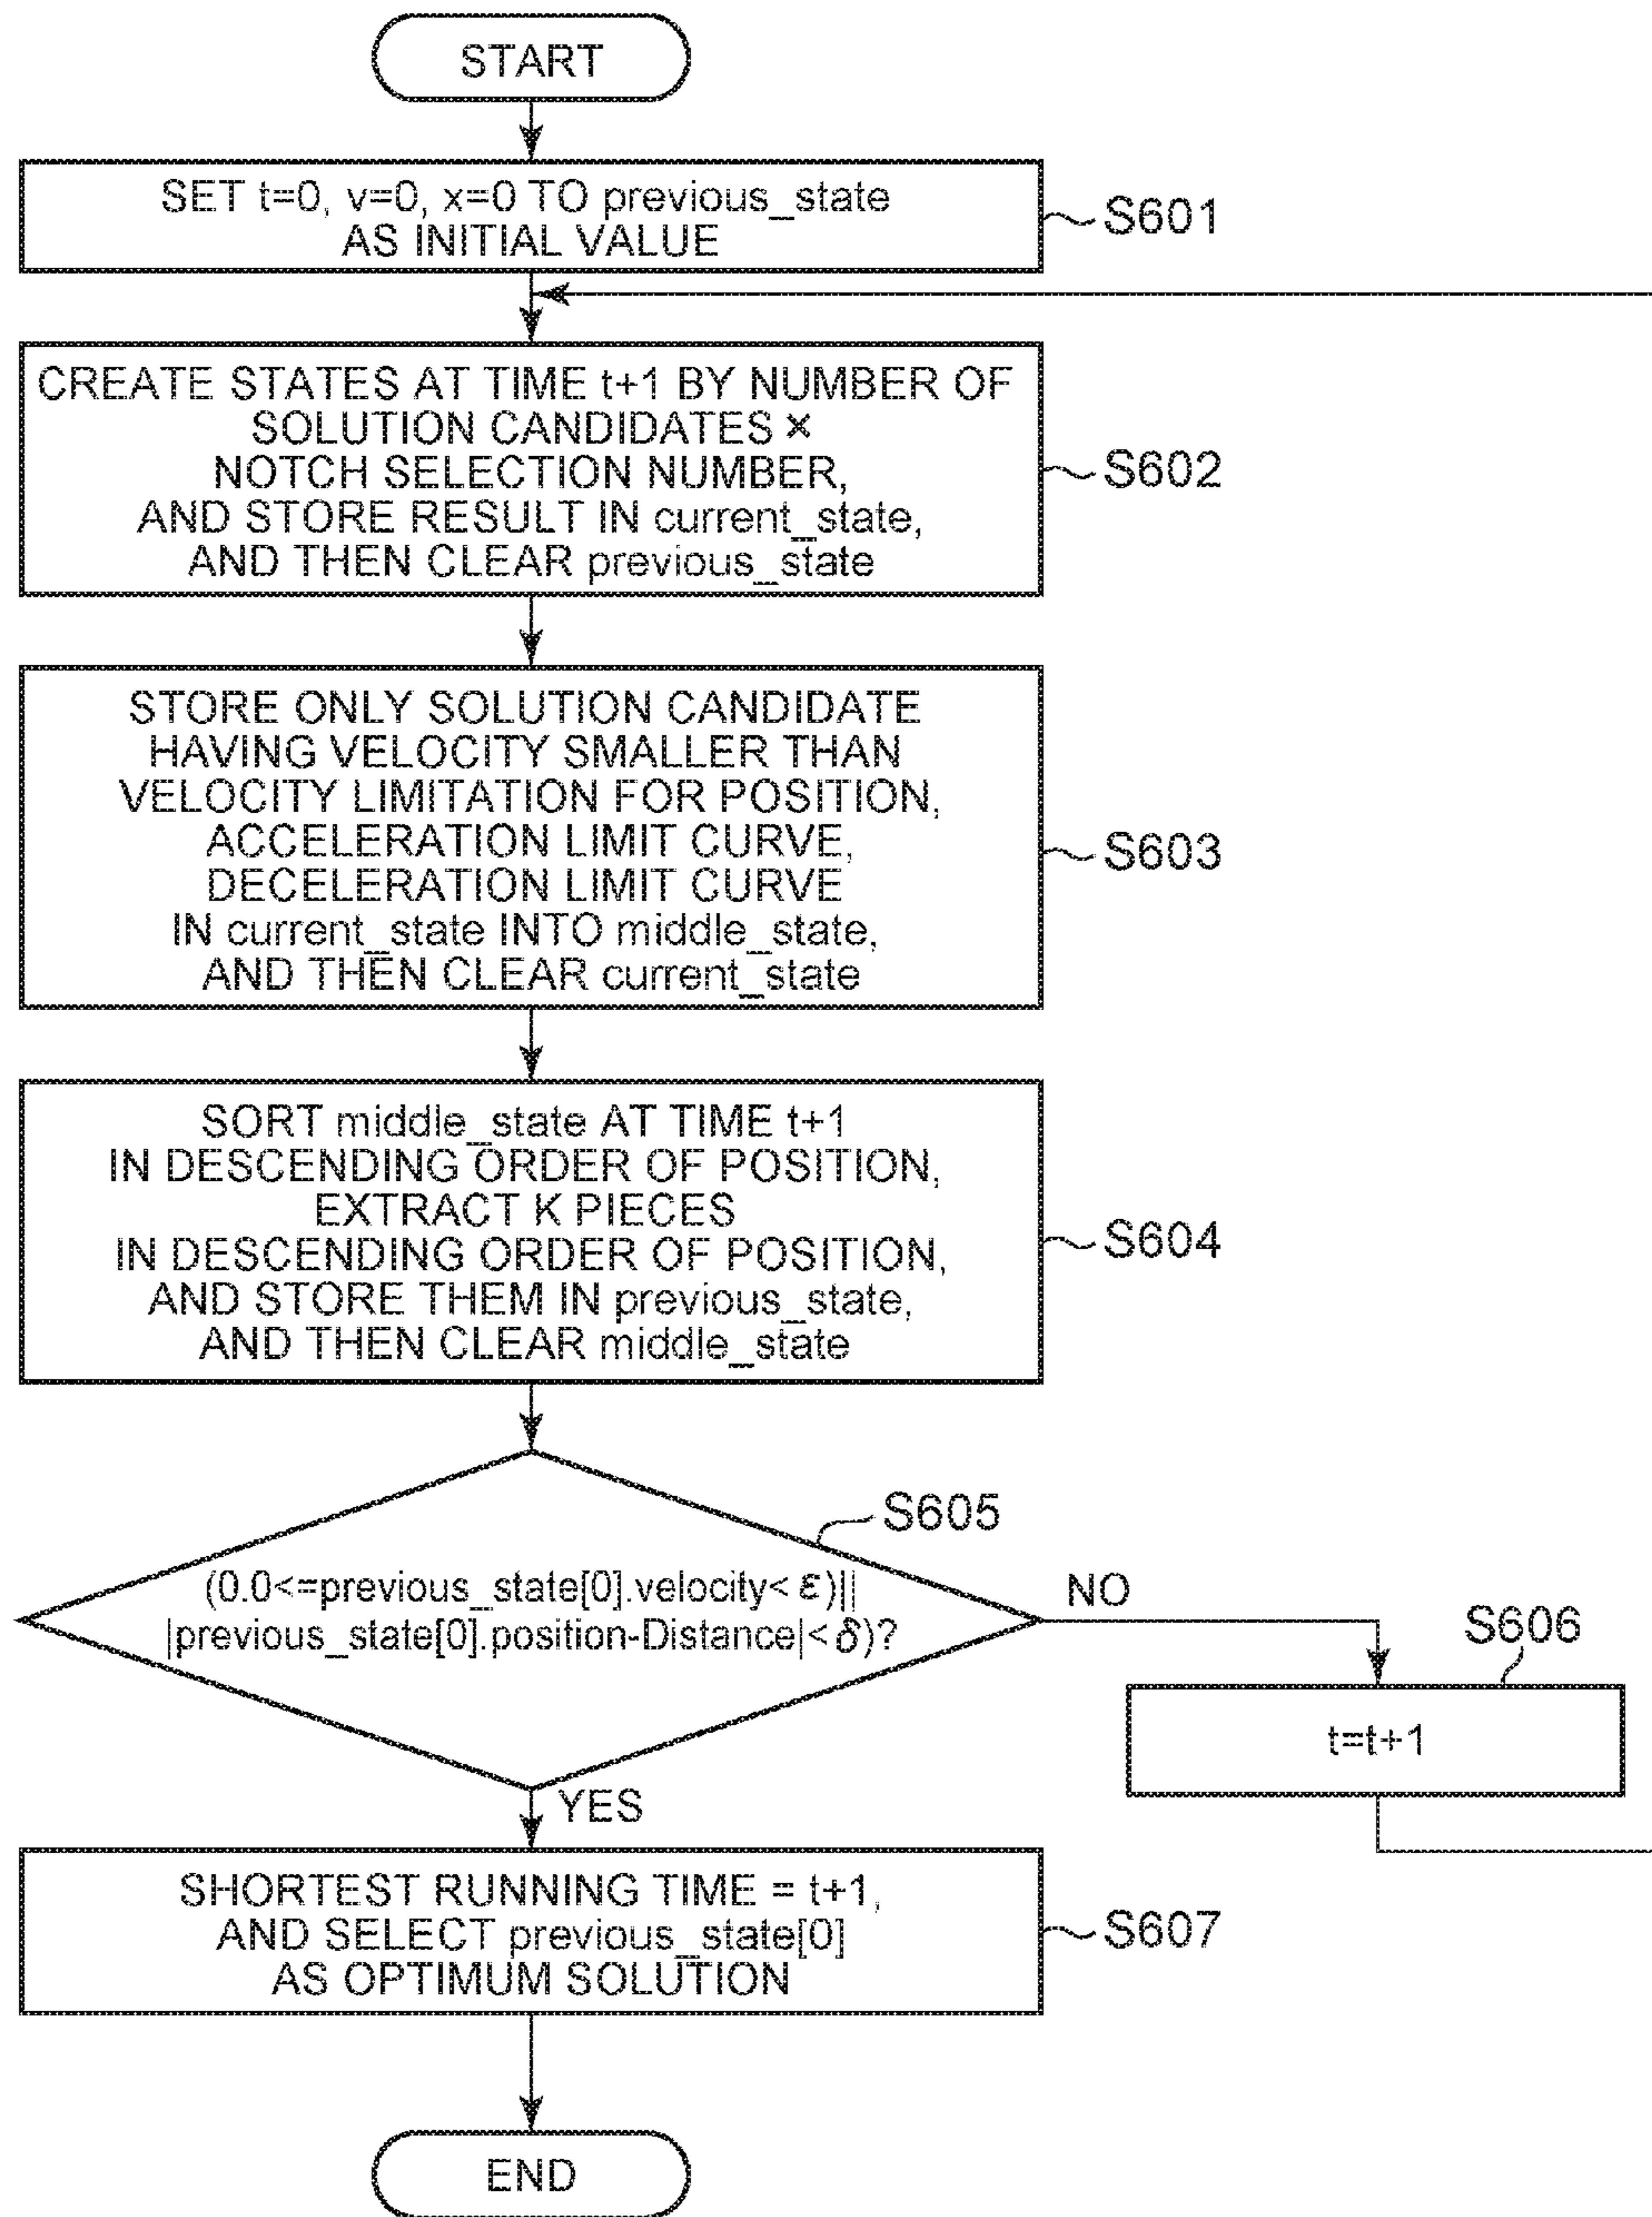 START
SET t=0, v=0, x=0 TO previous_state
AS INITIAL VALUE
S601
CREATE STATES AT TIME t+1 BY NUMBER OF
SOLUTION CANDIDATES ×
NOTCH SELECTION NUMBER,
AND STORE RESULT IN current_state,
AND THEN CLEAR previous_state
S602
STORE ONLY SOLUTION CANDIDATE
HAVING VELOCITY SMALLER THAN
VELOCITY LIMITATION FOR POSITION,
ACCELERATION LIMIT CURVE,
DECELERATION LIMIT CURVE
IN current_state INTO middle_state,
AND THEN CLEAR current_state
S603
SORT middle_state AT TIME t+1
IN DESCENDING ORDER OF POSITION,
EXTRACT K PIECES
IN DESCENDING ORDER OF POSITION,
AND STORE THEM IN previous_state,
AND THEN CLEAR middle_state
S604
S605
(0.0<=previous_state[0].velocity< ε)||
|previous_state[0].position-Distance|< δ)?
NO
S606
t=t+1
YES
SHORTEST RUNNING TIME = t+1,
AND SELECT previous_state[0]
AS OPTIMUM SOLUTION
S607
END